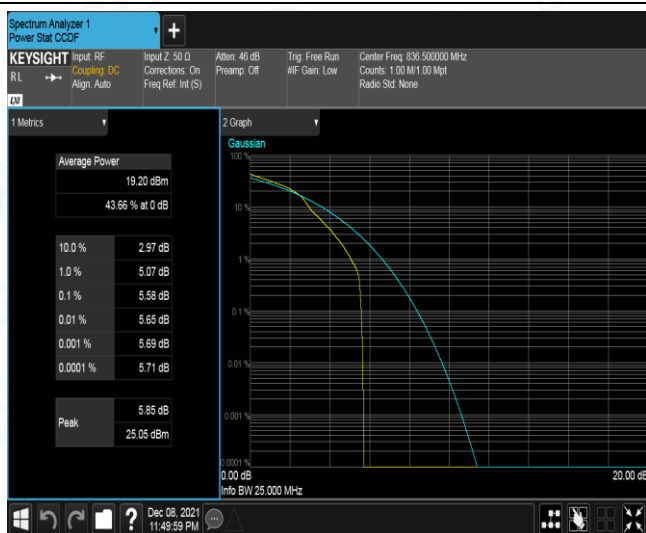 Spectrum Analyzer 1
Power Stat CCDF
+
KEYSIGHT
RL
LXI
Input: RF
Coupling: DC
Align: Auto
Input Z: 50 Ω
Corrections: On
Freq Ref: Int (S)
Atten: 46 dB
Preamp: Off
Trig: Free Run
#IF Gain: Low
Center Freq: 836.500000 MHz
Counts: 1.00 M/1.00 Mpt
Radio Std: None
1 Metrics
Average Power
19.20 dBm
43.66 % at 0 dB
10.0 % 2.97 dB
1.0 % 5.07 dB
0.1 % 5.58 dB
0.01 % 5.65 dB
0.001 % 5.69 dB
0.0001 % 5.71 dB
Peak
5.85 dB
25.05 dBm
2 Graph
Gaussian
100 %
10 %
1 %
0.1 %
0.01 %
0.001 %
0.0001 %
0.00 dB
20.00 dB
Info BW 25.000 MHz
?
Dec 08, 2021
11:49:59 PM